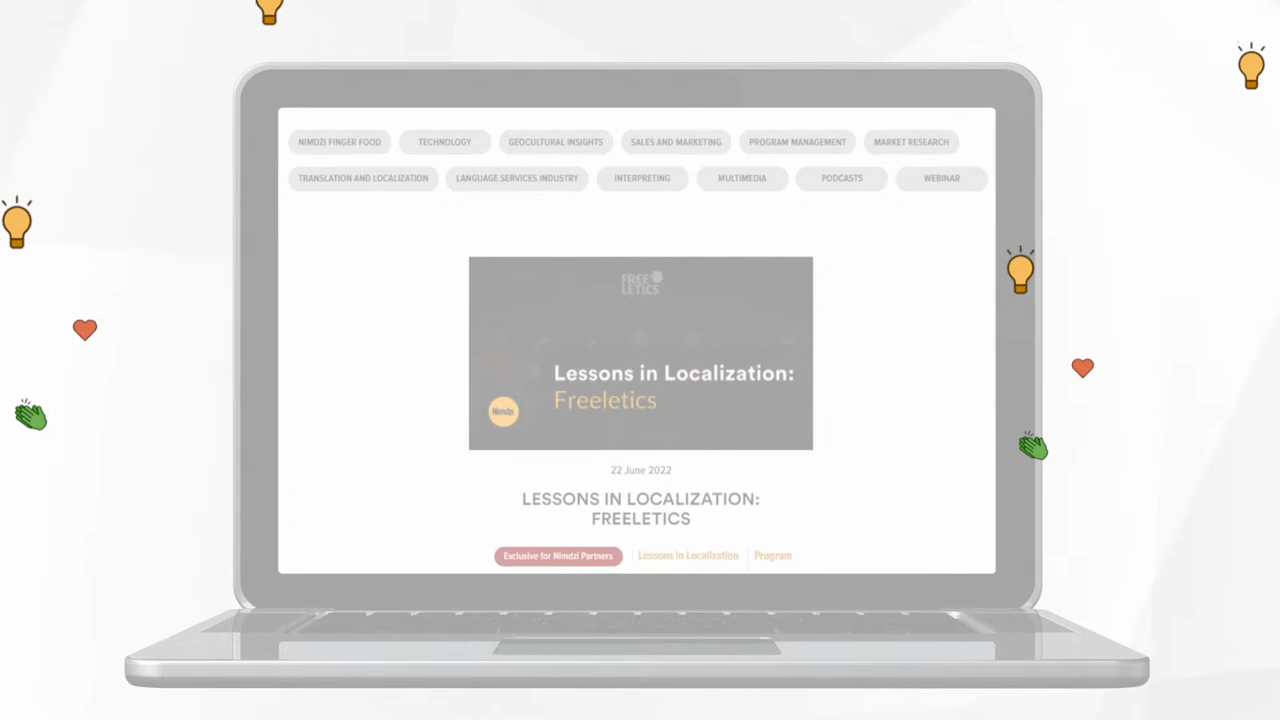 NIMDZI FINGER FOOD TECHNOLOGY GEOCULTURAL INSIGHTS SALES AND MARKETING PROGRAM MANAGEMENT MARKET RESEARCH
TRANSLATION AND LOCALIZATION LANGUAGE SERVICES INDUSTRY INTERPRETING MULTIMEDIA PODCASTS WEBINAR
FREE
LETICS
Lessons in Localization:
Freeletics
Nimdzi
22 June 2022
LESSONS IN LOCALIZATION:
FREELETICS
Exclusive for Nimdzi Partners Lessons in Localization Program